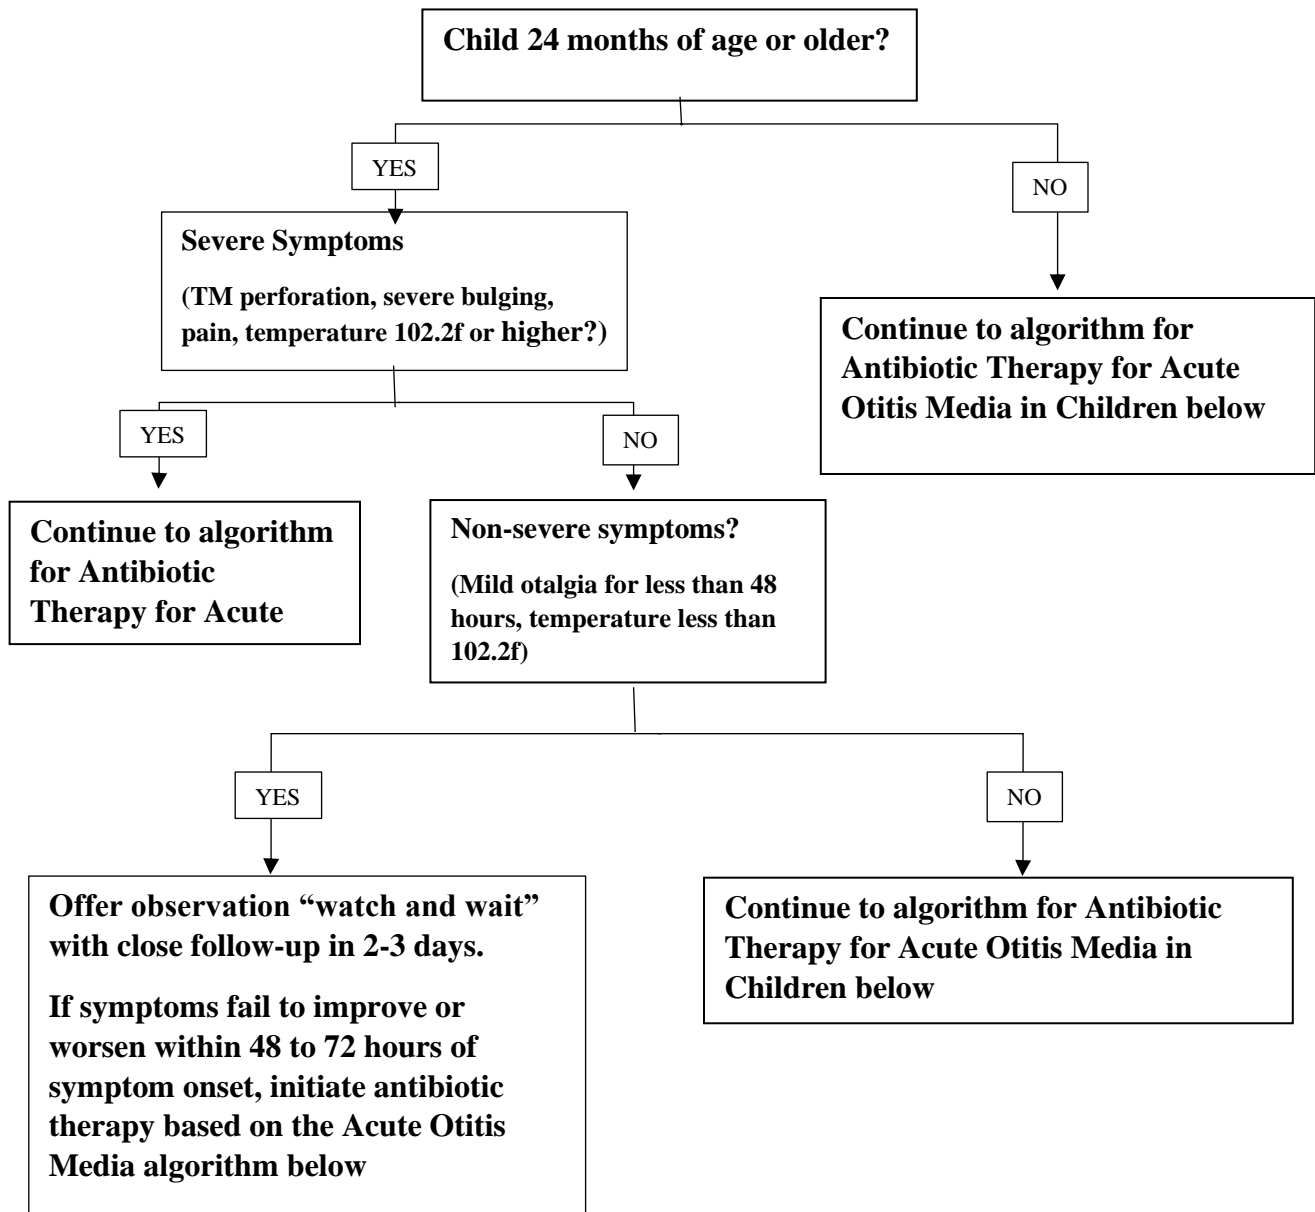 Child 24 months of age or older?
YES
NO
Severe Symptoms
(TM perforation, severe bulging,
pain, temperature 102.2f or higher?)
Continue to algorithm for
Antibiotic Therapy for Acute
Otitis Media in Children below
YES
NO
Continue to algorithm
for Antibiotic
Therapy for Acute
Non-severe symptoms?
(Mild otalgia for less than 48
hours, temperature less than
102.2f)
YES
NO
Offer observation “watch and wait”
with close follow-up in 2-3 days.
If symptoms fail to improve or
worsen within 48 to 72 hours of
symptom onset, initiate antibiotic
therapy based on the Acute Otitis
Media algorithm below
Continue to algorithm for Antibiotic
Therapy for Acute Otitis Media in
Children below